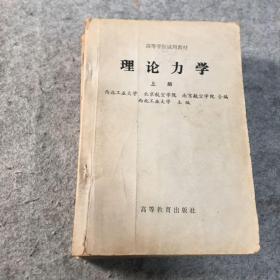 高等学校试用教材
理论力学
上册
西北工业大学 北京航空学院 南京航空学院 合编
西北工业大学 主编
高等教育出版社